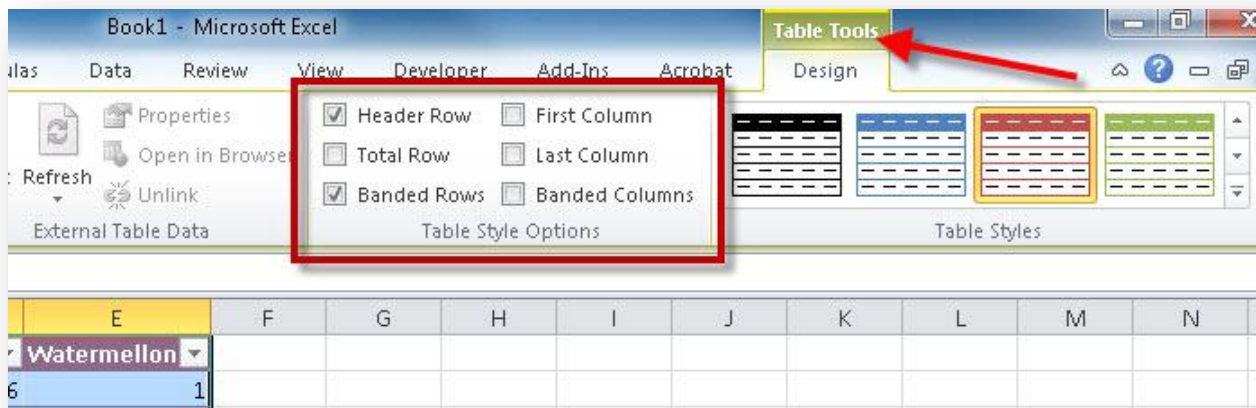 Book1 - Microsoft Excel
Table Tools
Data Review View Developer Add-Ins Acrobat Design
Properties
Open in Browser
Refresh
Unlink
External Table Data
Header Row First Column
Total Row Last Column
Banded Rows Banded Columns
Table Style Options
Table Styles
E F G H I J K L M N
Watermellon
6 1